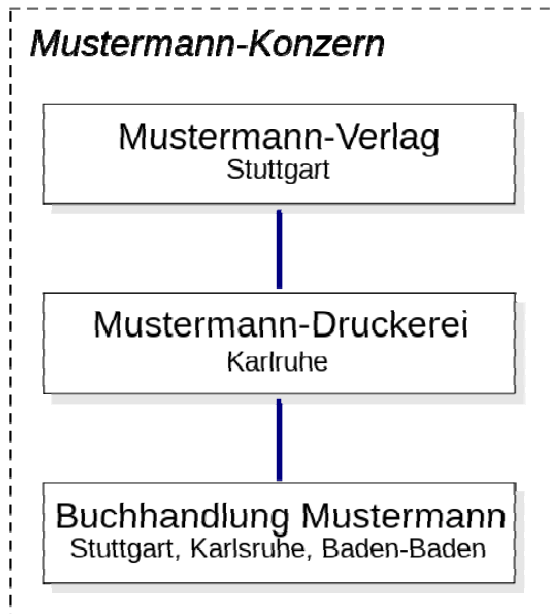 Mustermann-Konzern
Mustermann-Verlag
Stuttgart
Mustermann-Druckerei
Karlruhe
Buchhandlung Mustermann
Stuttgart, Karlsruhe, Baden-Baden